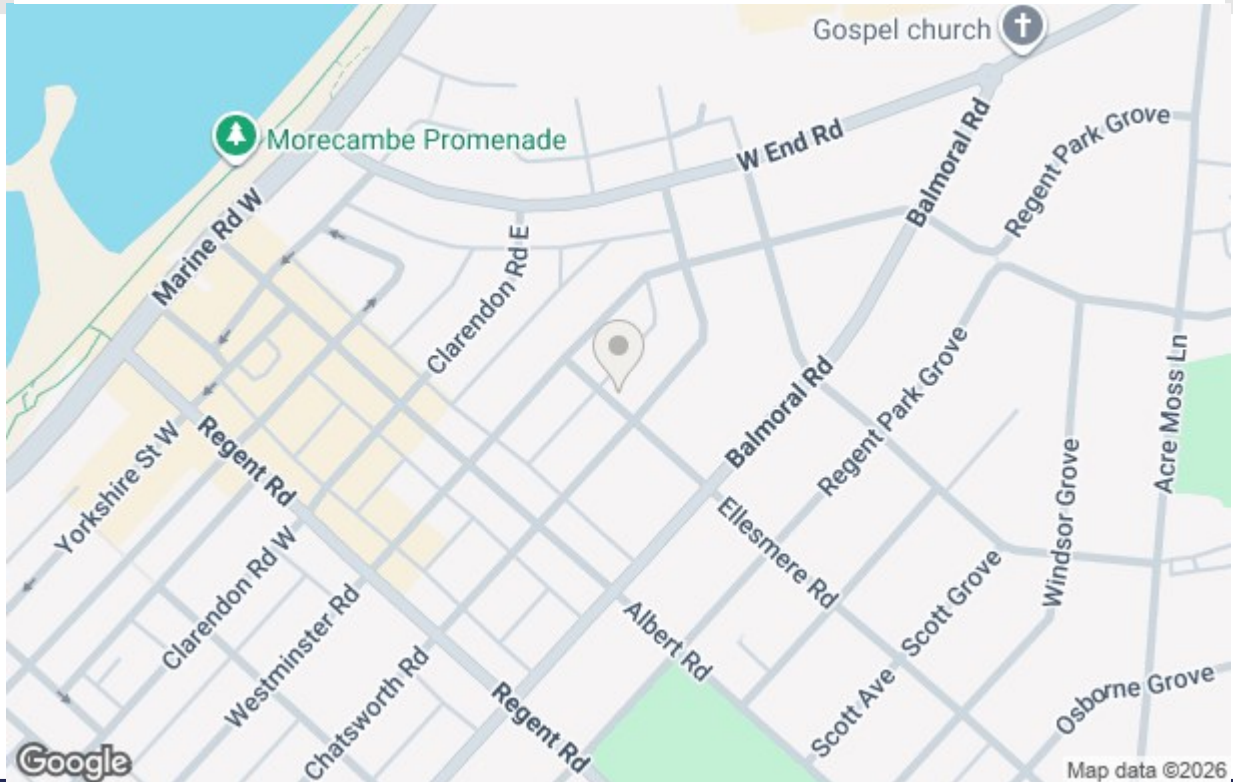 Gospel church
Morecambe Promenade
W End Rd
Balmoral Rd
Regent Park Grove
Marine Rd W
Clarendon Rd E
Balmoral Rd
Regent Park Grove
Acre Moss Ln
Yorkshire St W
Regent Rd
Ellesmere Rd
Windsor Grove
Clarendon Rd W
Westminster Rd
Albert Rd
Scott Grove
Scott Ave
Chatsworth Rd
Regent Rd
Osborne Grove
Google
Map data ©2026